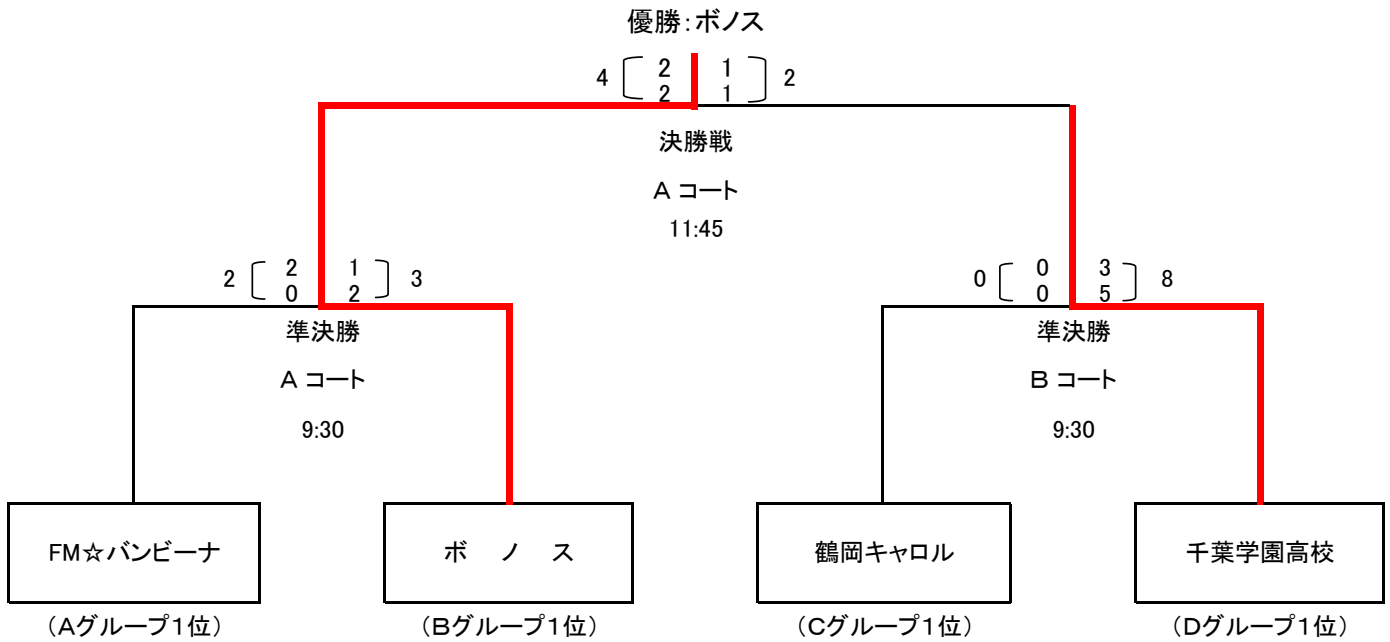 優勝：ボノス
4 2 1 2
2 1
決勝戦
A コート
11:45
2 2 1 3
0 2
0 0 3 8
0 5
準決勝
A コート
9:30
準決勝
B コート
9:30
FM☆バンビーナ
ボ ノ ス
鶴岡キャロル
千葉学園高校
（Aグループ1位）
（Bグループ1位）
（Cグループ1位）
（Dグループ1位）